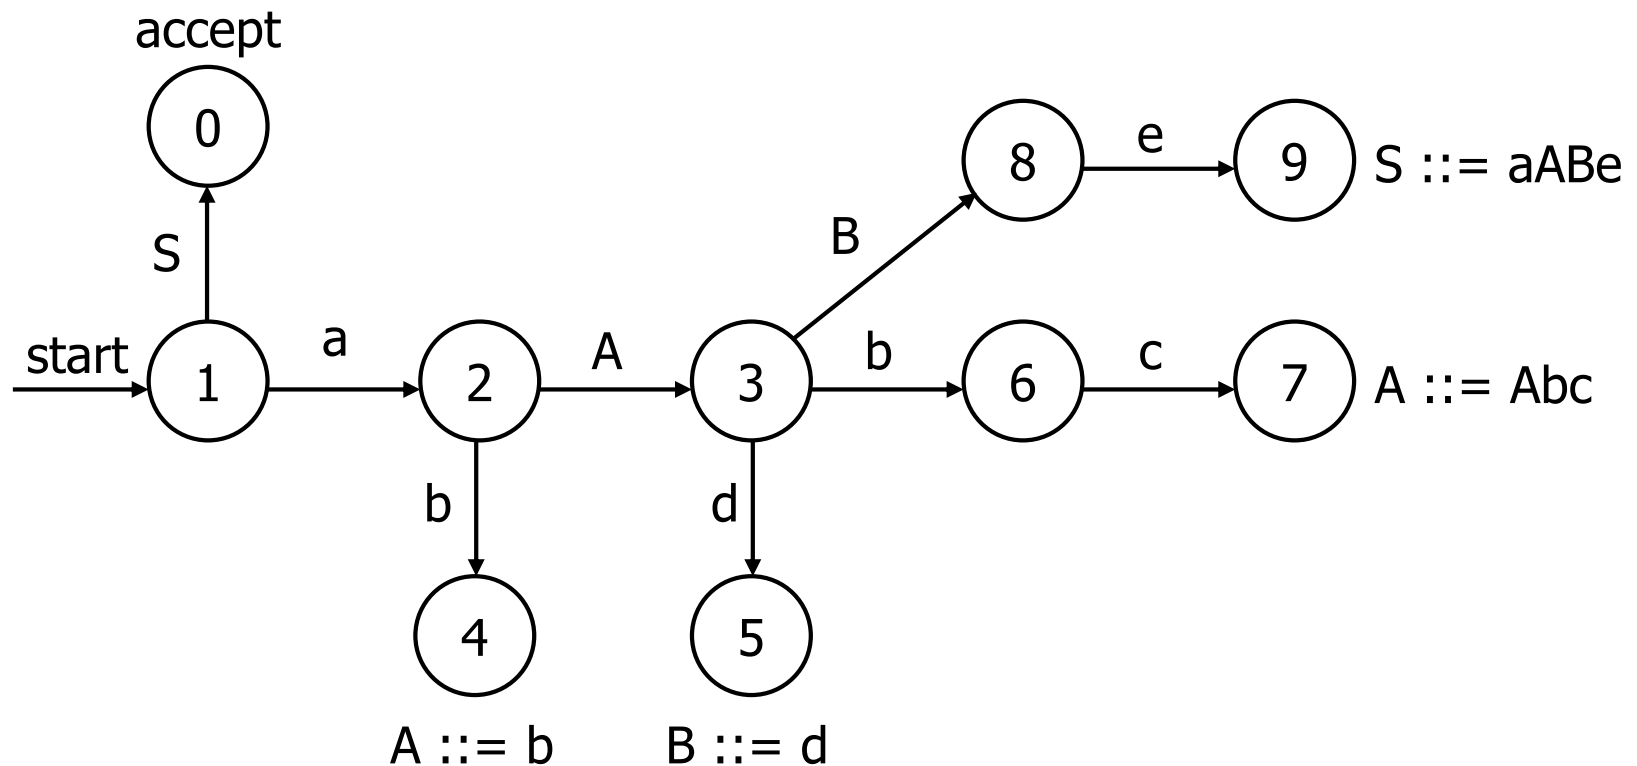 accept
0
8
e
9
S ::= aABe
B
S
start
1
a
2
A
3
b
6
c
7
A ::= Abc
b
d
4
5
A ::= b
B ::= d